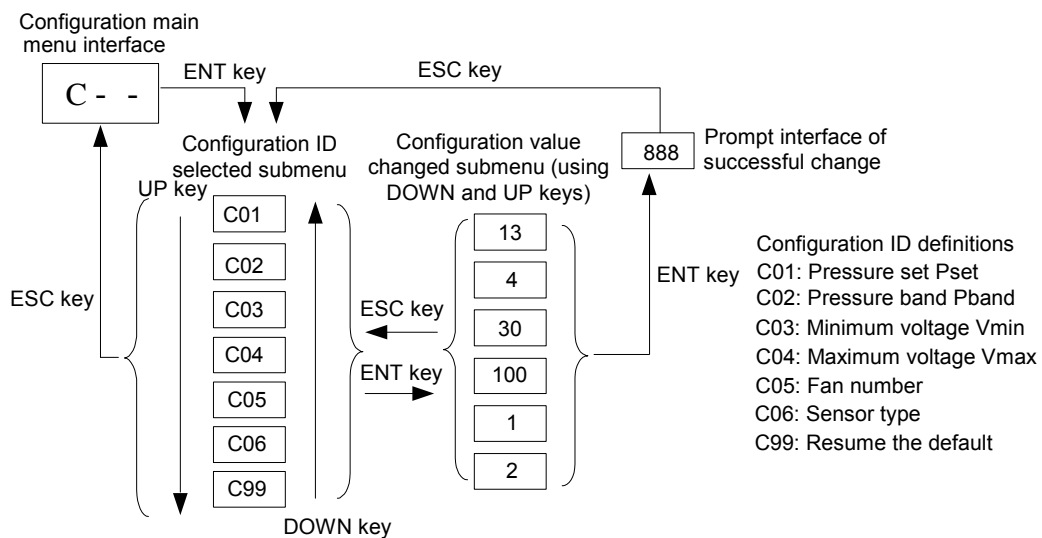 Configuration main
menu interface
C - -
ENT key
ESC key
Configuration ID
selected submenu
Configuration value
changed submenu (using
DOWN and UP keys)
888
Prompt interface of
successful change
UP key
C01
C02
C03
C04
C05
C06
C99
DOWN key
ESC key
ESC key
ENT key
13
4
30
100
1
2
ENT key
Configuration ID definitions
C01: Pressure set Pset
C02: Pressure band Pband
C03: Minimum voltage Vmin
C04: Maximum voltage Vmax
C05: Fan number
C06: Sensor type
C99: Resume the default